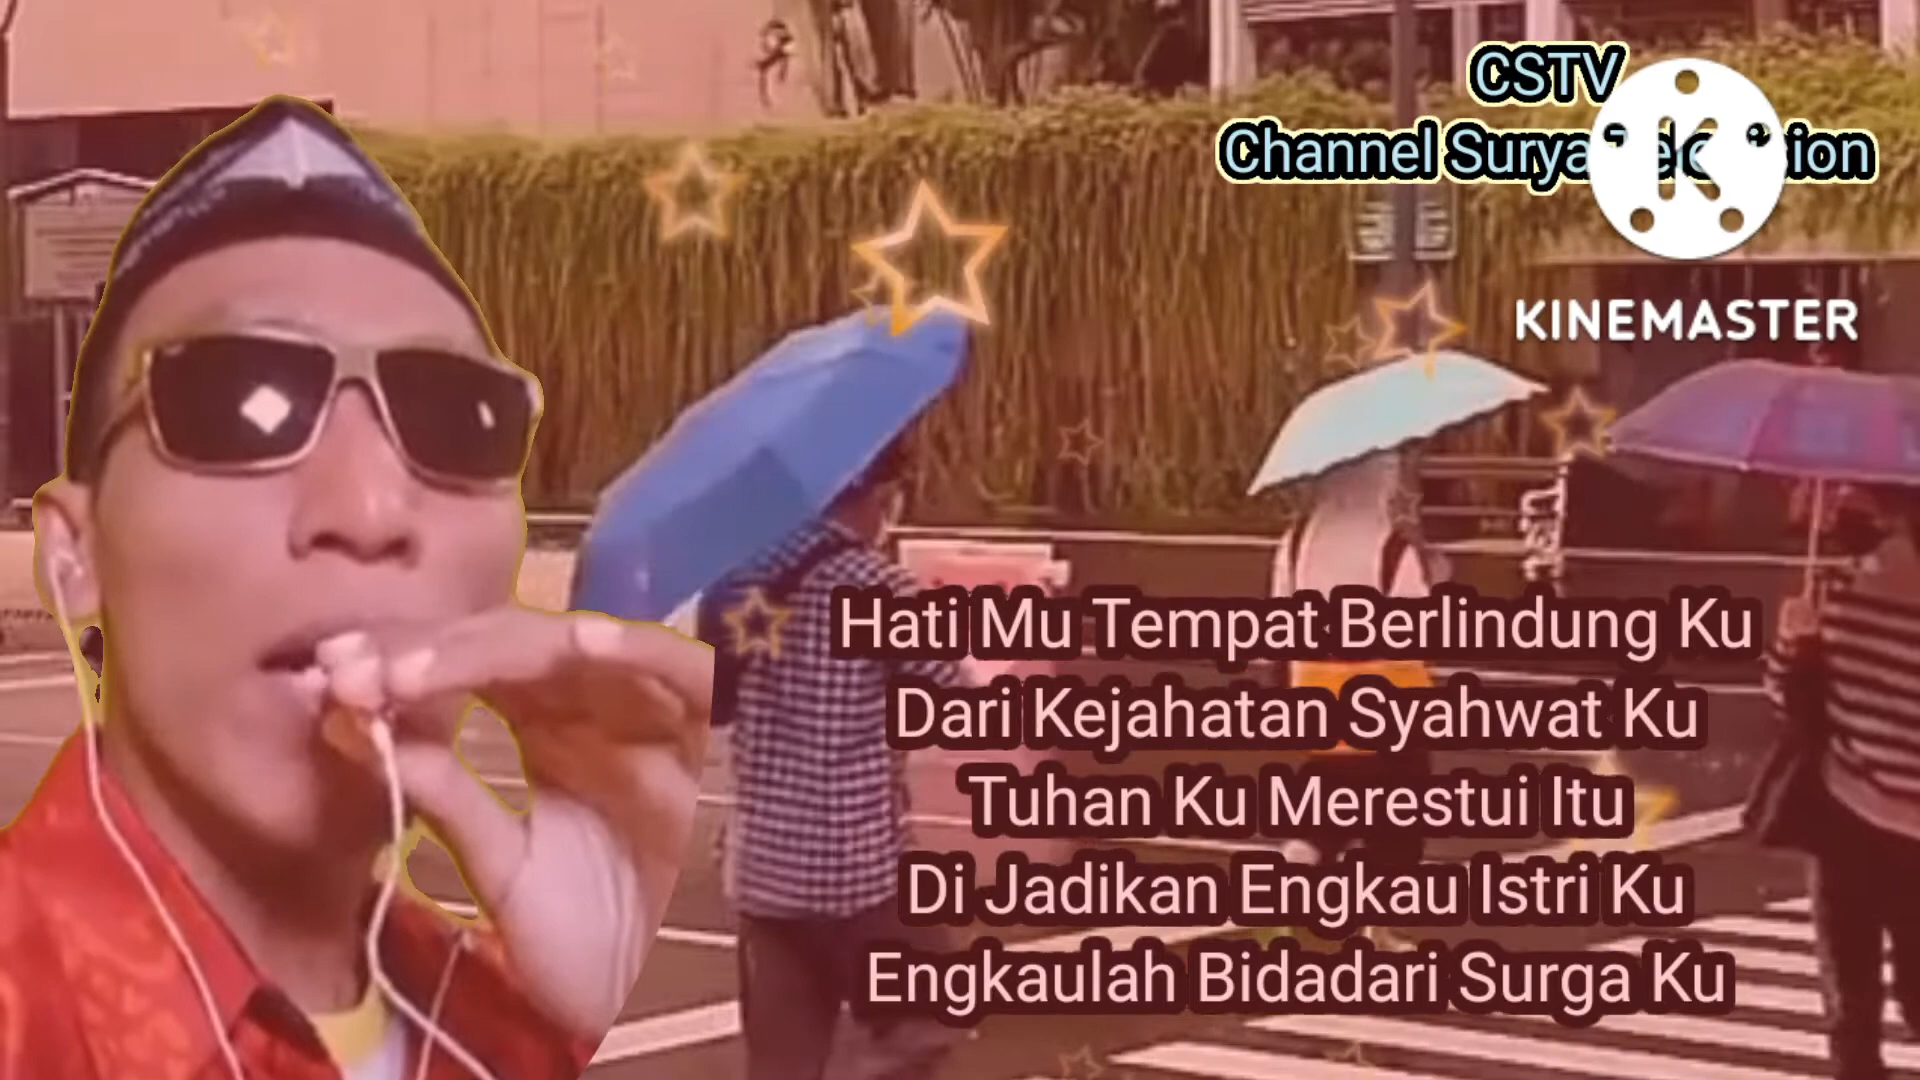 CSTV
Channel Surya
KINEMASTER
Hati Mu Tempat Berlindung Ku
Dari Kejahatan Syahwat Ku
Tuhan Ku Merestui Itu
Di Jadikan Engkau Istri Ku
Engkaulah Bidadari Surga Ku